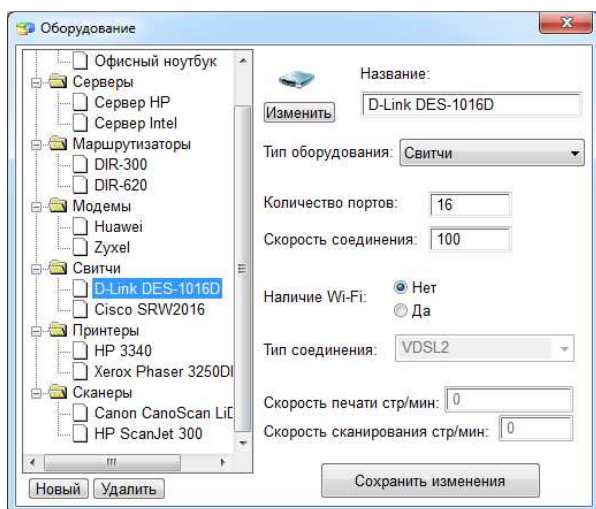 Оборудование
Офисный ноутбук
Серверы
Сервер HP
Сервер Intel
Маршрутизаторы
DIR-300
DIR-620
Модемы
Huawei
Zyxel
Свитчи
D-Link DES-1016D
Cisco SRW2016
Принтеры
HP 3340
Xerox Phaser 3250DI
Сканеры
Canon CanoScan LiD
HP ScanJet 300
Новый Удалить
Название:
Изменить D-Link DES-1016D
Тип оборудования: Свитчи
Количество портов: 16
Скорость соединения: 100
Наличие Wi-Fi: Нет
Да
Тип соединения: VDSL2
Скорость печати стр/мин: 0
Скорость сканирования стр/мин: 0
Сохранить изменения